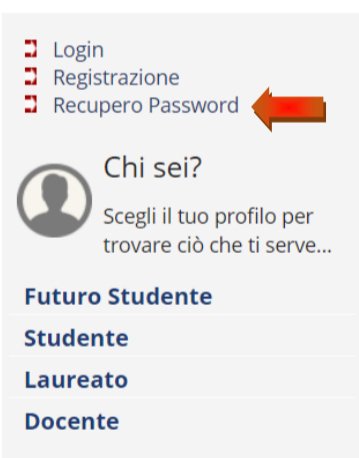 Login
Registrazione
Recupero Password
Chi sei?
Scegli il tuo profilo per
trovare ciò che ti serve...
Futuro Studente
Studente
Laureato
Docente